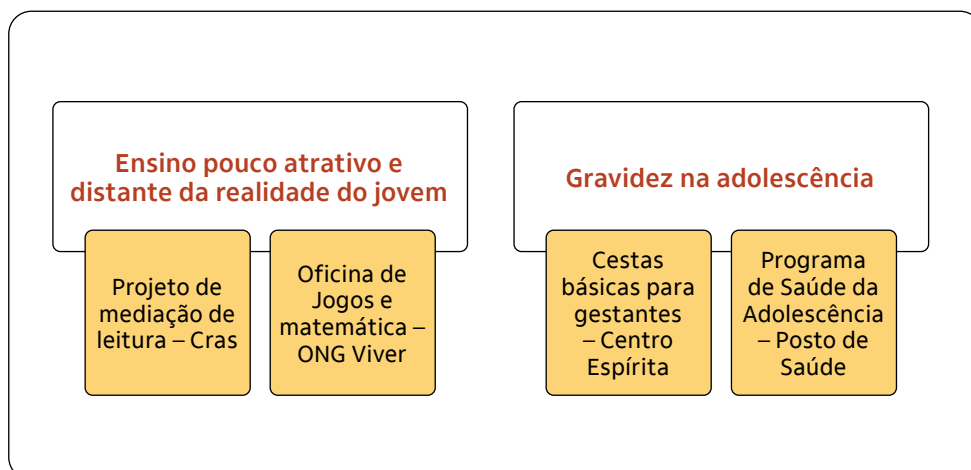 Ensino pouco atrativo e
distante da realidade do jovem
Projeto de
mediação de
leitura – Cras
Oficina de
Jogos e
matemática –
ONG Viver
Gravidez na adolescência
Cestas
básicas para
gestantes
– Centro
Espírita
Programa
de Saúde da
Adolescência
– Posto de
Saúde